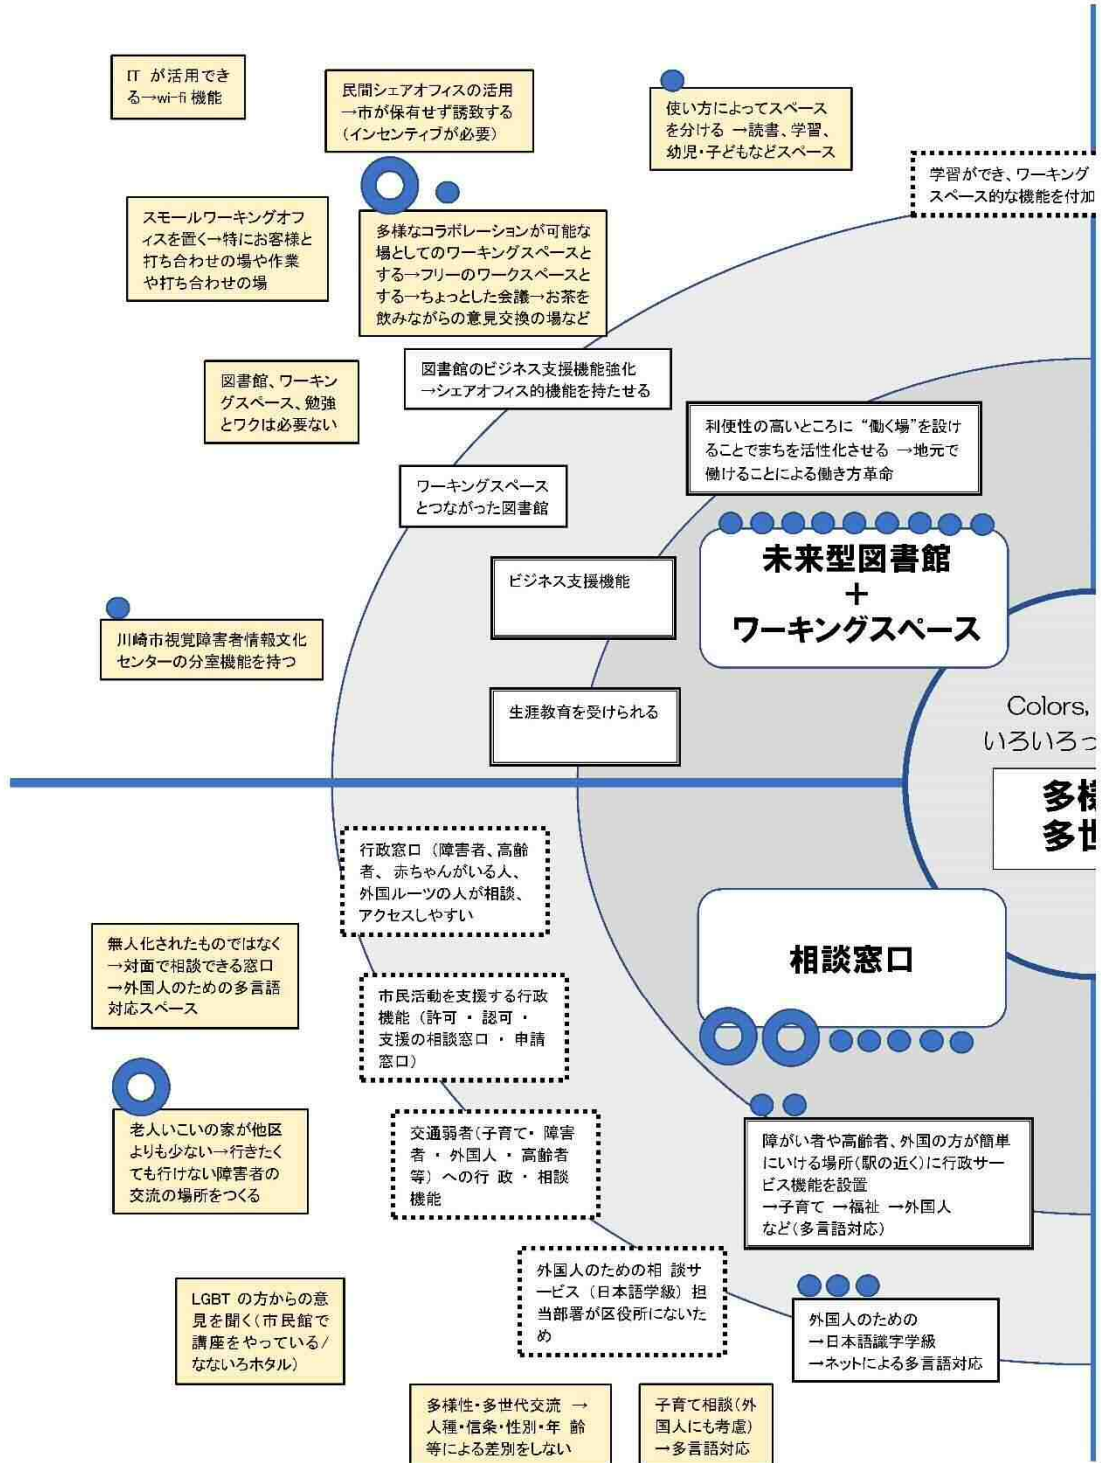 IT が活用でき
る→wi-fi 機能
民間シェアオフィスの活用
→市が保有せず誘致する
(インセンティブが必要)
使い方によってスペース
を分ける →読書、学習、
幼児・子どもなどスペース
学習ができ、ワーキング
スペース的な機能を付加
スモールワーキングオフ
ィスを置く→特にお客様と
打ち合わせの場や作業
や打ち合わせの場
多様なコラボレーションが可能な
場としてのワーキングスペースと
する→フリーのワークスペースと
する→ちょっとした会議→お茶を
飲みながらの意見交換の場など
図書館のビジネス支援機能強化
→シェアオフィス的機能を持たせる
図書館、ワーキン
グスペース、勉強
とワクは必要ない
利便性の高いところに “働く場”を設け
ることでまちを活性化させる →地元で
働けることによる働き方革命
ワーキングスペース
とつながった図書館
未来型図書館
+
ワーキングスペース
ビジネス支援機能
川崎市視覚障害者情報文化
センターの分室機能を持つ
生涯教育を受けられる
Colors,
いろいろっ
多様
多世
行政窓口 (障害者、高齢
者、 赤ちゃんがいる人、
外国ルーツの人が相談、
アクセスしやすい
相談窓口
無人化されたものではなく
→対面で相談できる窓口
→外国人のための多言語
対応スペース
市民活動を支援する行政
機能 (許可 ・ 認可 ・
支援の相談窓口 ・ 申請
窓口)
老人いこいの家が他区
よりも少ない→行きたく
ても行けない障害者の
交流の場所をつくる
交通弱者(子育て・ 障害
者 ・ 外国人 ・ 高齢者
等) への行 政 ・ 相談
機能
障がい者や高齢者、外国の方が簡単
にいける場所(駅の近く)に行政サー
ビス機能を設置
→子育て →福祉 →外国人
など(多言語対応)
外国人のための相 談サ
ービス (日本語学級) 担
当部署が区役所にないた
め
LGBT の方からの意
見を聞く(市民館で
講座をやっている/
なないろホタル)
外国人のための
→日本語識字学級
→ネットによる多言語対応
多様性・多世代交流 →
人種・信条・性別・年 齢
等による差別をしない
子育て相談(外
国人にも考慮)
→多言語対応